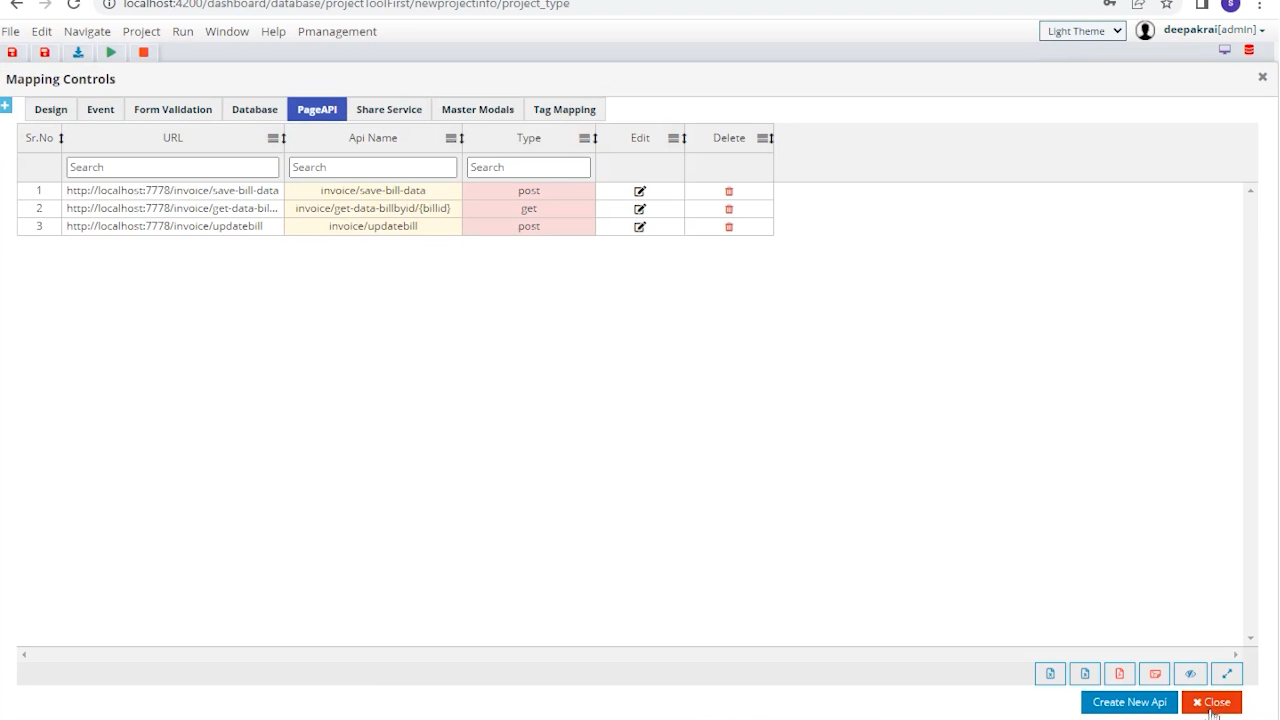 localhost:4200/dashboard/database/projectToolFirst/newprojectinfo/project_type
S
File Edit Navigate Project Run Window Help Pmanagement
Light Theme
deepakrai[admin]
Mapping Controls
Design Event Form Validation Database PageAPI Share Service Master Modals Tag Mapping
Sr.No URL Api Name Type Edit Delete
Search Search Search
1 http://localhost:7778/invoice/save-bill-data invoice/save-bill-data post
2 http://localhost:7778/invoice/get-data-bil... invoice/get-data-billbyid/{billid} get
3 http://localhost:7778/invoice/updatebill invoice/updatebill post
Create New Api Close